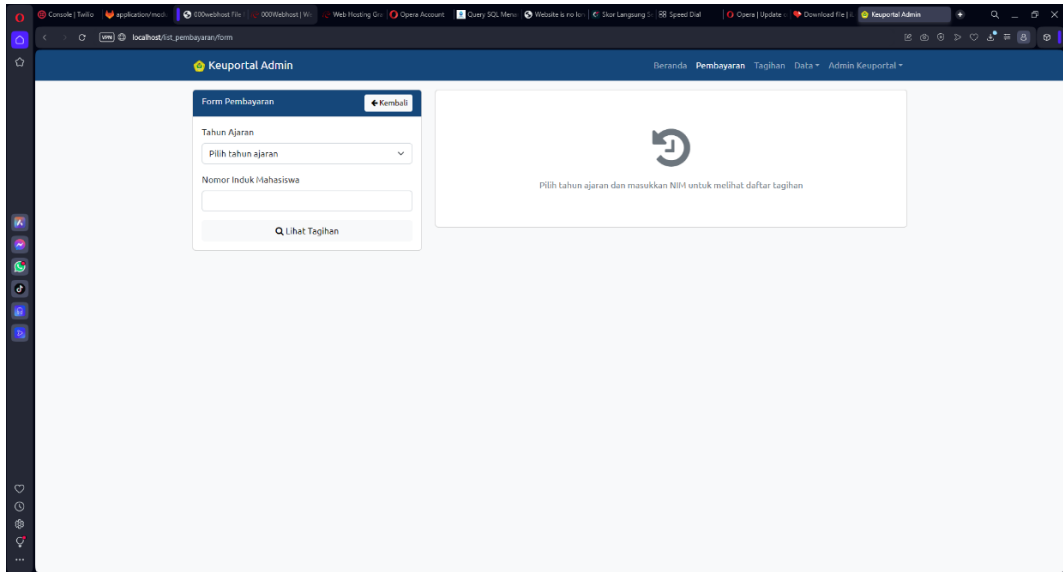 Console | Twilio
application/mod
000webhost File
000Webhost | W
Web Hosting Gra
Opera Account
Query SQL Menu
Website is no lon
Skor Langsung S
Speed Dial
Opera | Update
Download file | i
Keuportal Admin
VPN
localhost/list_pembayaran/form
Keuportal Admin
Beranda Pembayaran Tagihan Data Admin Keuportal
Form Pembayaran
Kembali
Tahun Ajaran
Pilih tahun ajaran
Nomor Induk Mahasiswa
Lihat Tagihan
Pilih tahun ajaran dan masukkan NIM untuk melihat daftar tagihan